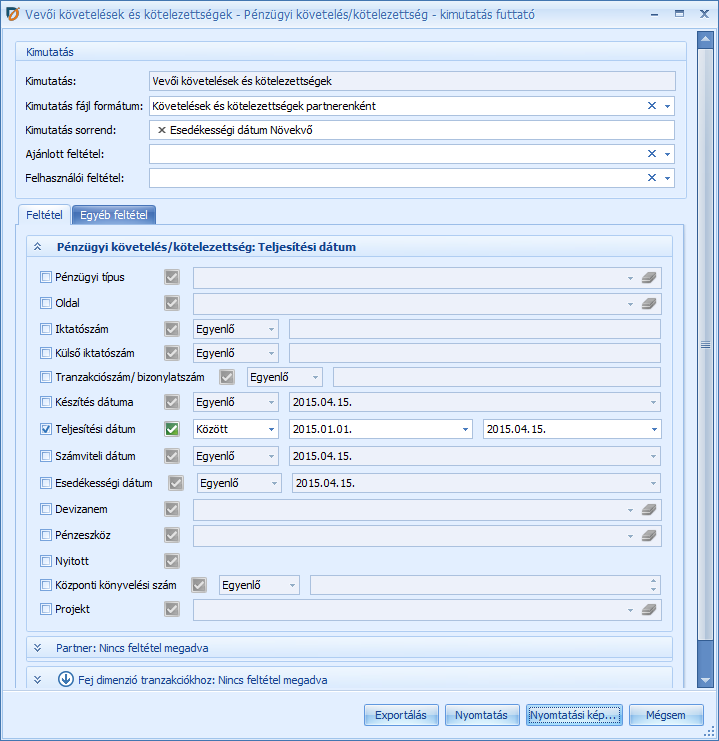 Vevői követelések és kötelezettségek - Pénzügyi követelés/kötelezettség - kimutatás futtató
Kimutatás
Kimutatás: Vevői követelések és kötelezettségek
Kimutatás fájl formátum: Követelések és kötelezettségek partnerenként
Kimutatás sorrend: Esedékességi dátum Növekvő
Ajánlott feltétel:
Felhasználói feltétel:
Feltétel Egyéb feltétel
Pénzügyi követelés/kötelezettség: Teljesítési dátum
Pénzügyi típus
Oldal
Iktatószám Egyenlő
Külső iktatószám Egyenlő
Tranzakciószám/bizonylatszám Egyenlő
Készítés dátuma Egyenlő 2015.04.15.
Teljesítési dátum Között 2015.01.01. 2015.04.15.
Számviteli dátum Egyenlő 2015.04.15.
Esedékességi dátum Egyenlő 2015.04.15.
Devizanem
Pénzeszköz
Nyitott
Központi könyvelési szám Egyenlő
Projekt
Partner: Nincs feltétel megadva
Fej dimenzió tranzakciókhoz: Nincs feltétel megadva
Exportálás Nyomtatás Nyomtatási kép... Mégsem